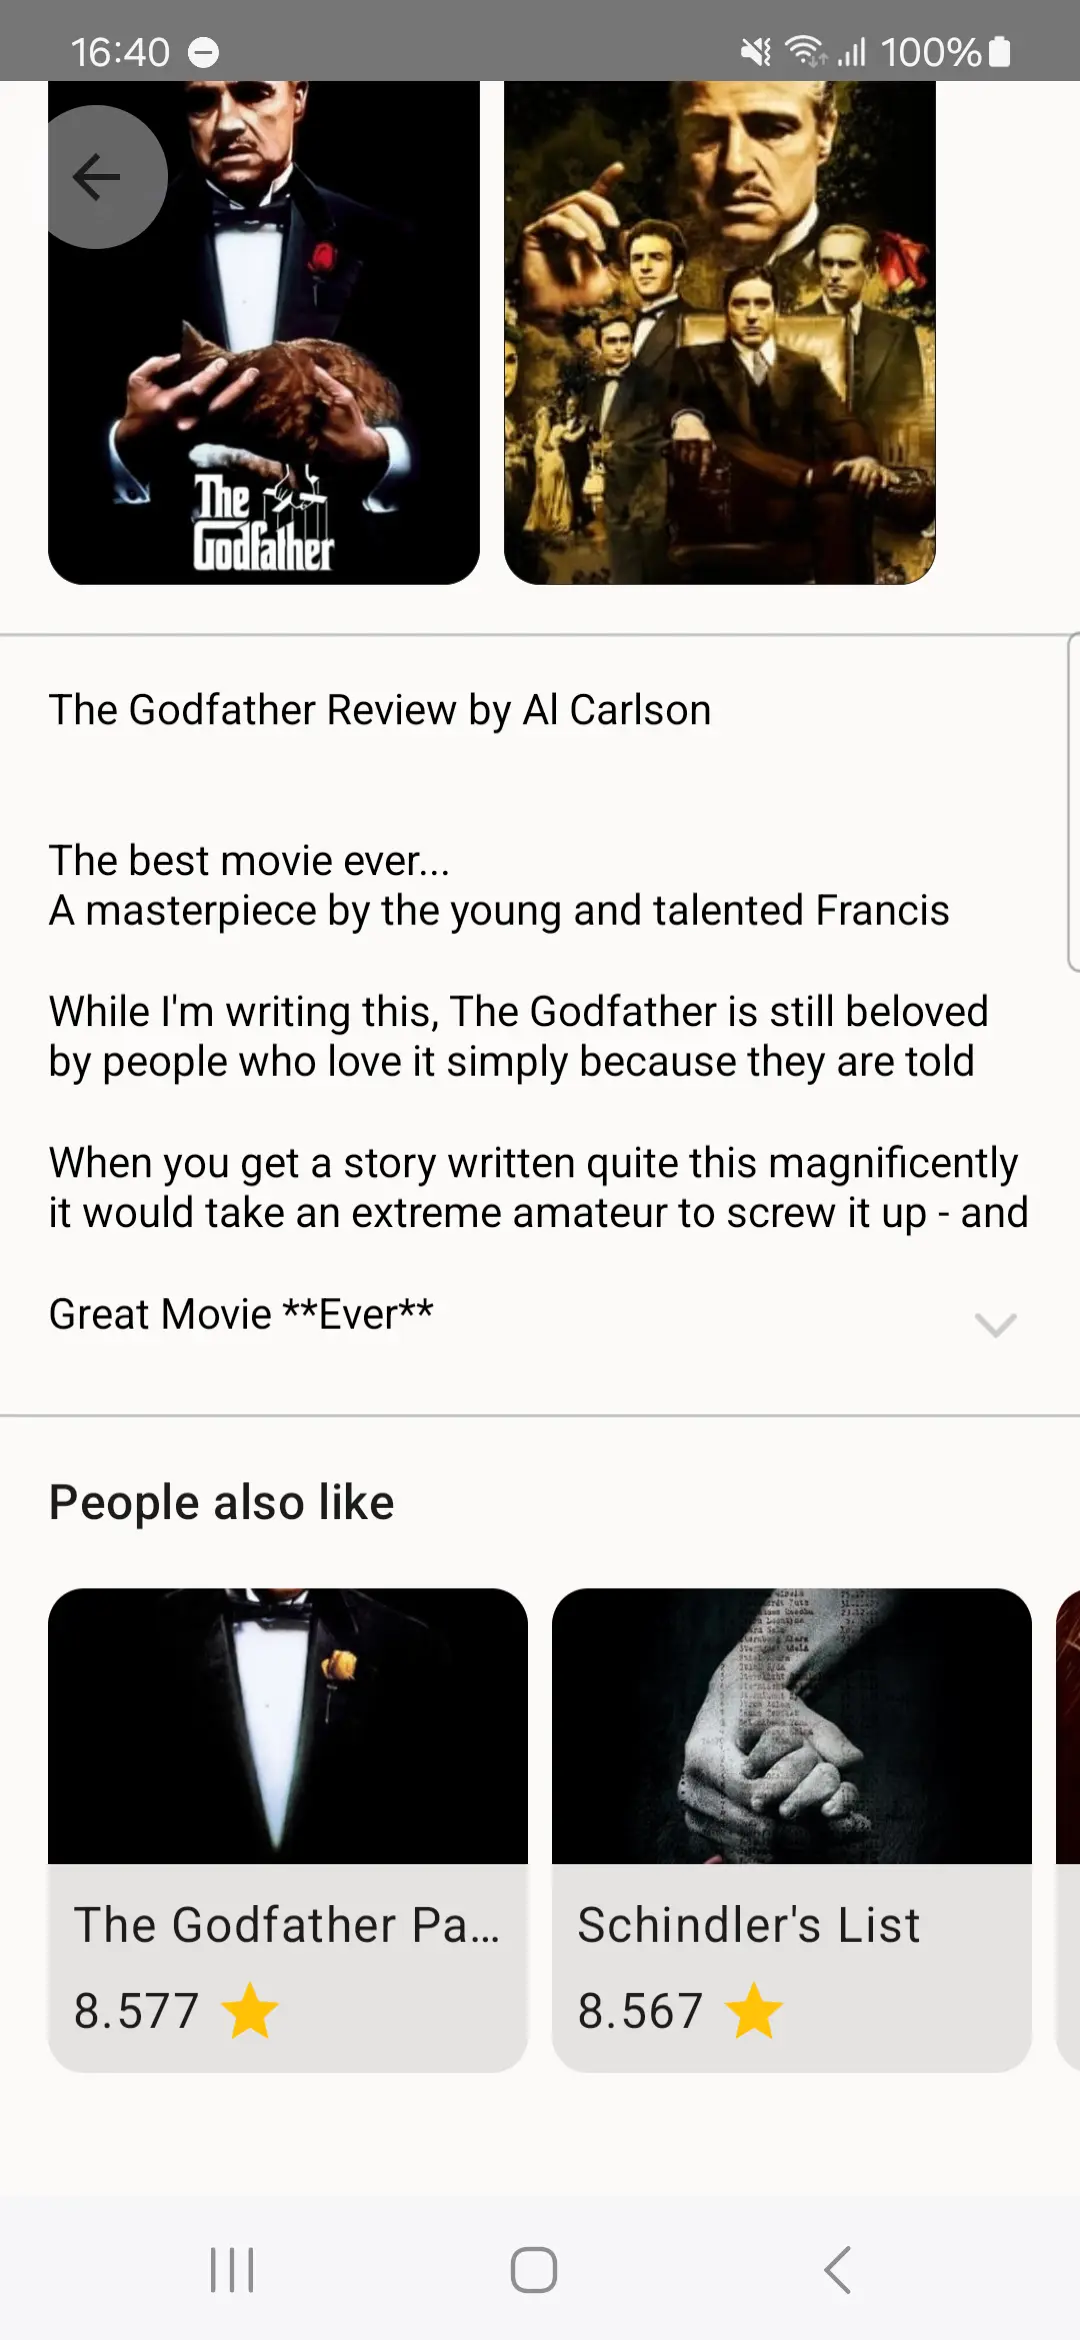 16:40
100%
The
Godfather
The Godfather Review by Al Carlson
The best movie ever...
A masterpiece by the young and talented Francis
While I'm writing this, The Godfather is still beloved
by people who love it simply because they are told
When you get a story written quite this magnificently
it would take an extreme amateur to screw it up - and
Great Movie **Ever**
People also like
The Godfather Pa...
Schindler's List
8.577
8.567